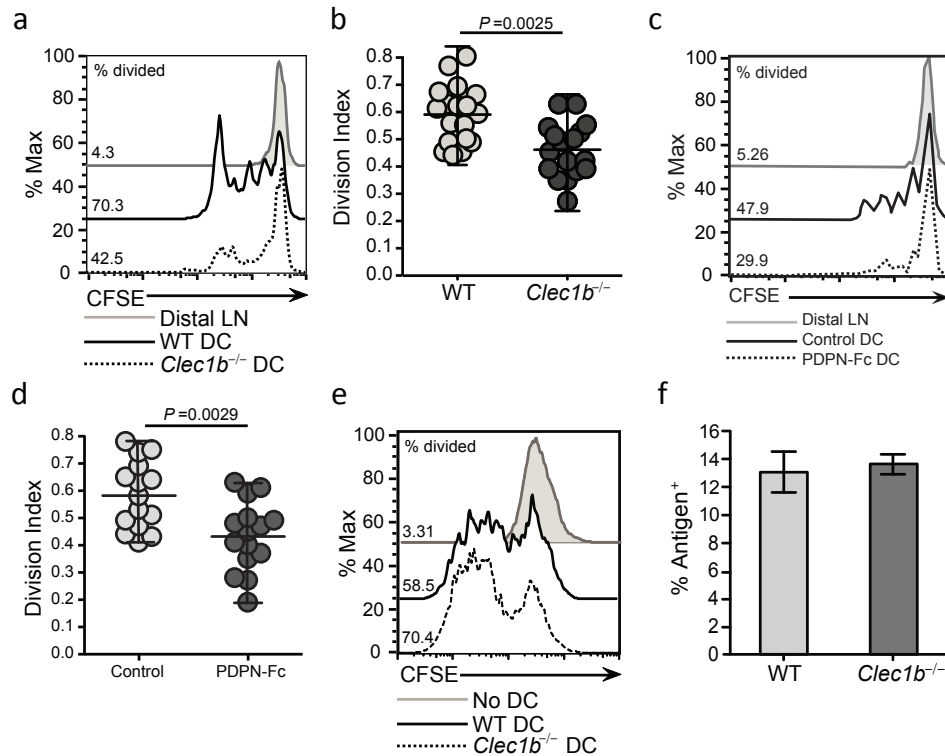 a
% Max
100
80
60
40
20
0
% divided
4.3
70.3
42.5
CFSE
Distal LN
WT DC
Clec1b–/– DC
b
P =0.0025
Division Index
0.8
0.7
0.6
0.5
0.4
0.3
0.2
0.1
0.0
WT
Clec1b–/–
c
% Max
100
80
60
40
20
0
% divided
5.26
47.9
29.9
CFSE
Distal LN
Control DC
PDPN-Fc DC
d
P =0.0029
Division Index
0.8
0.7
0.6
0.5
0.4
0.3
0.2
0.1
0.0
Control
PDPN-Fc
e
% Max
100
80
60
40
20
0
% divided
3.31
58.5
70.4
CFSE
No DC
WT DC
Clec1b–/– DC
f
% Antigen+
16
14
12
10
8
6
4
2
0
WT
Clec1b–/–